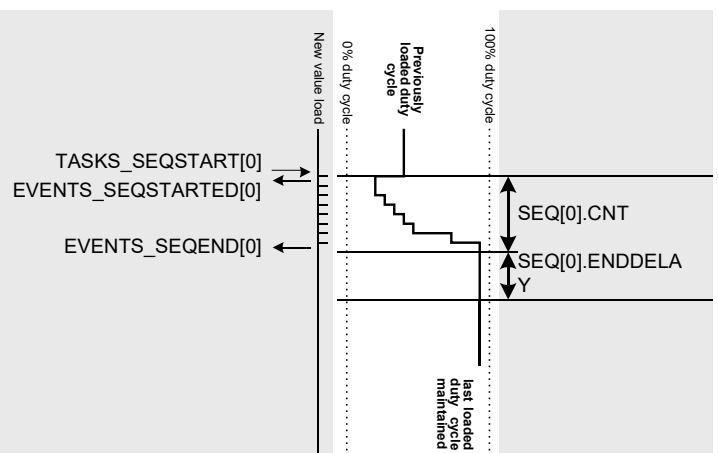 New value load
0% duty cycle
Previously
loaded duty
cycle
100% duty cycle
TASKS_SEQSTART[0]
EVENTS_SEQSTARTED[0]
SEQ[0].CNT
EVENTS_SEQEND[0]
SEQ[0].ENDDELA
Y
last loaded
duty cycle
maintained